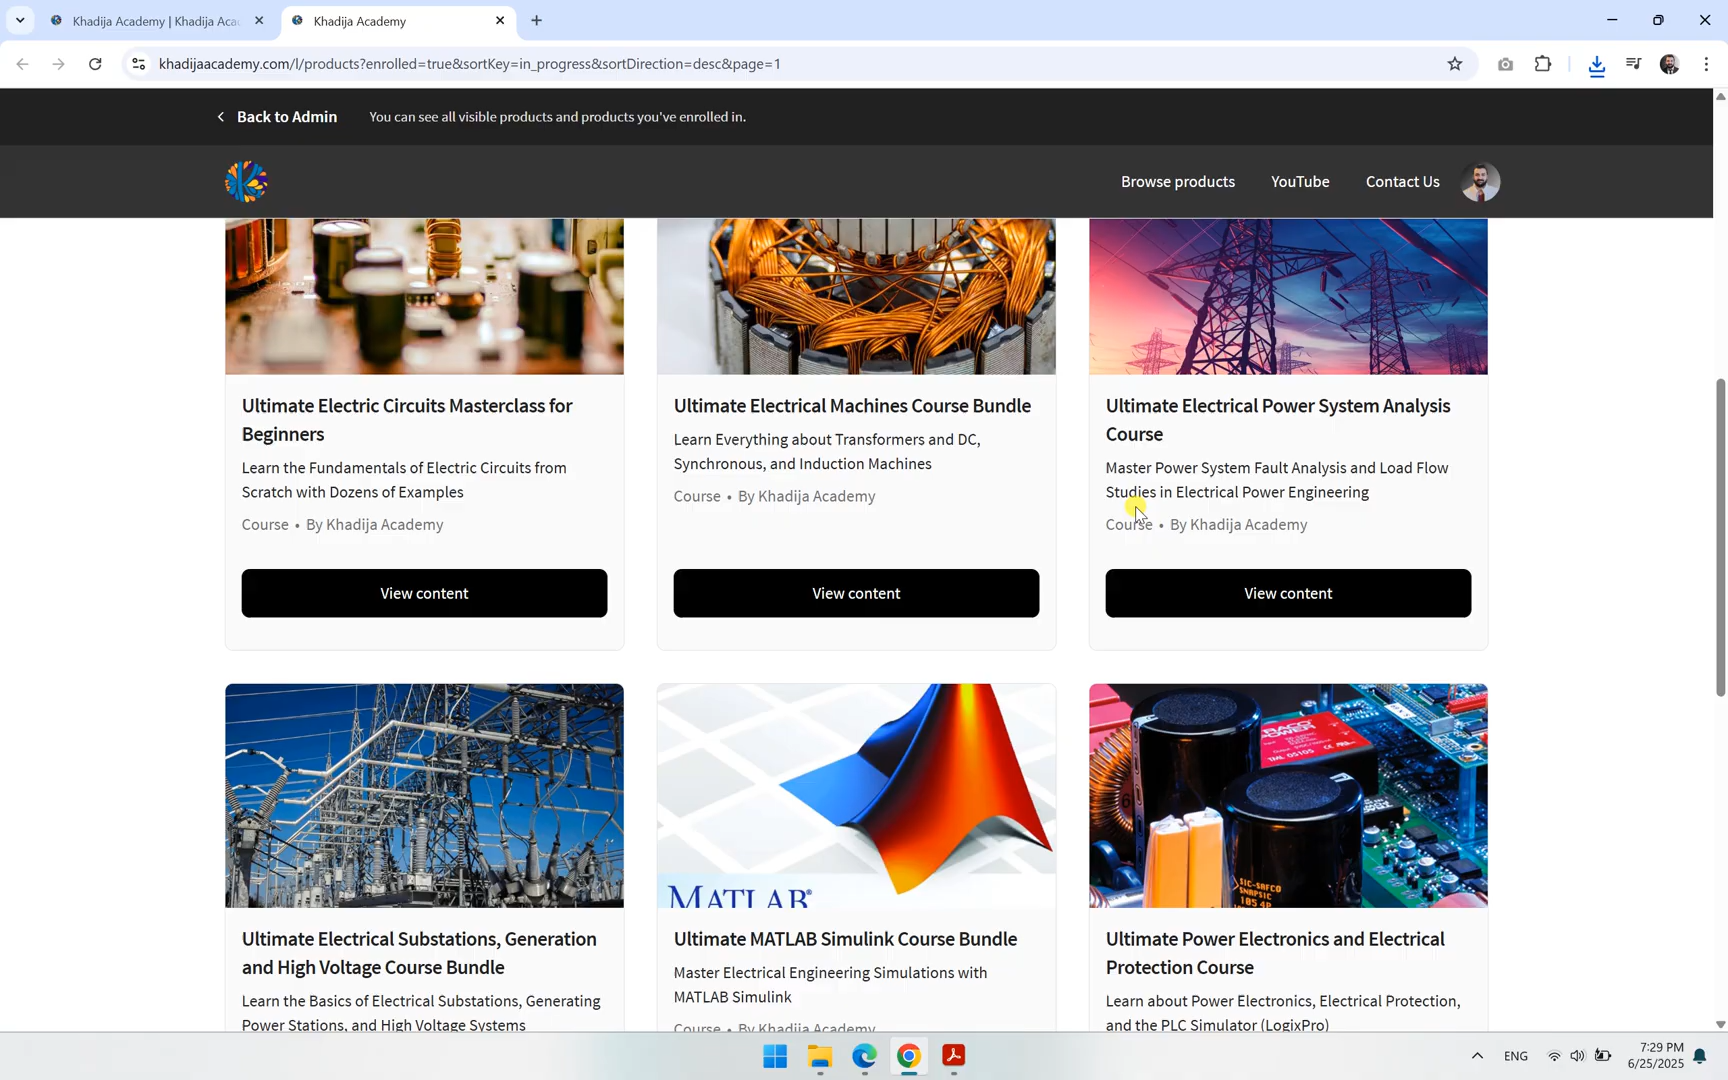 Khadija Academy | Khadija Aca
Khadija Academy
khadijaacademy.com/l/products?enrolled=true&sortKey=in_progress&sortDirection=desc&page=1
Back to Admin
You can see all visible products and products you've enrolled in.
Browse products
YouTube
Contact Us
Ultimate Electric Circuits Masterclass for
Beginners
Learn the Fundamentals of Electric Circuits from
Scratch with Dozens of Examples
Course • By Khadija Academy
View content
Ultimate Electrical Machines Course Bundle
Learn Everything about Transformers and DC,
Synchronous, and Induction Machines
Course • By Khadija Academy
View content
Ultimate Electrical Power System Analysis
Course
Master Power System Fault Analysis and Load Flow
Studies in Electrical Power Engineering
Course • By Khadija Academy
View content
MATLAB®
SIC-SAFCO
SNAPSIC
105 4P
Ultimate Electrical Substations, Generation
and High Voltage Course Bundle
Learn the Basics of Electrical Substations, Generating
Power Stations, and High Voltage Systems
Ultimate MATLAB Simulink Course Bundle
Master Electrical Engineering Simulations with
MATLAB Simulink
Course • By Khadija Academy
Ultimate Power Electronics and Electrical
Protection Course
Learn about Power Electronics, Electrical Protection,
and the PLC Simulator (LogixPro)
ENG
7:29 PM
6/25/2025